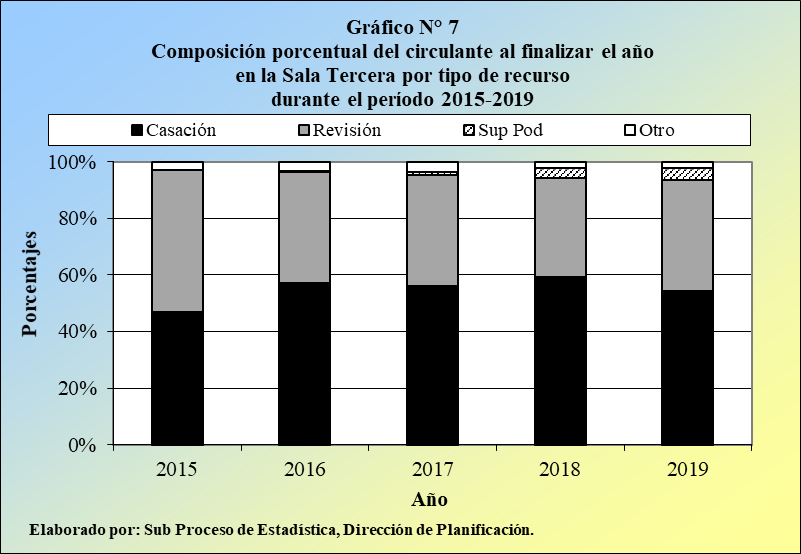 Gráfico N° 7
Composición porcentual del circulante al finalizar el año
en la Sala Tercera por tipo de recurso
durante el período 2015-2019
Casación Revisión Sup Pod Otro
100%
80%
60%
40%
20%
0%
Porcentajes
2015 2016 2017 2018 2019
Año
Elaborado por: Sub Proceso de Estadística, Dirección de Planificación.